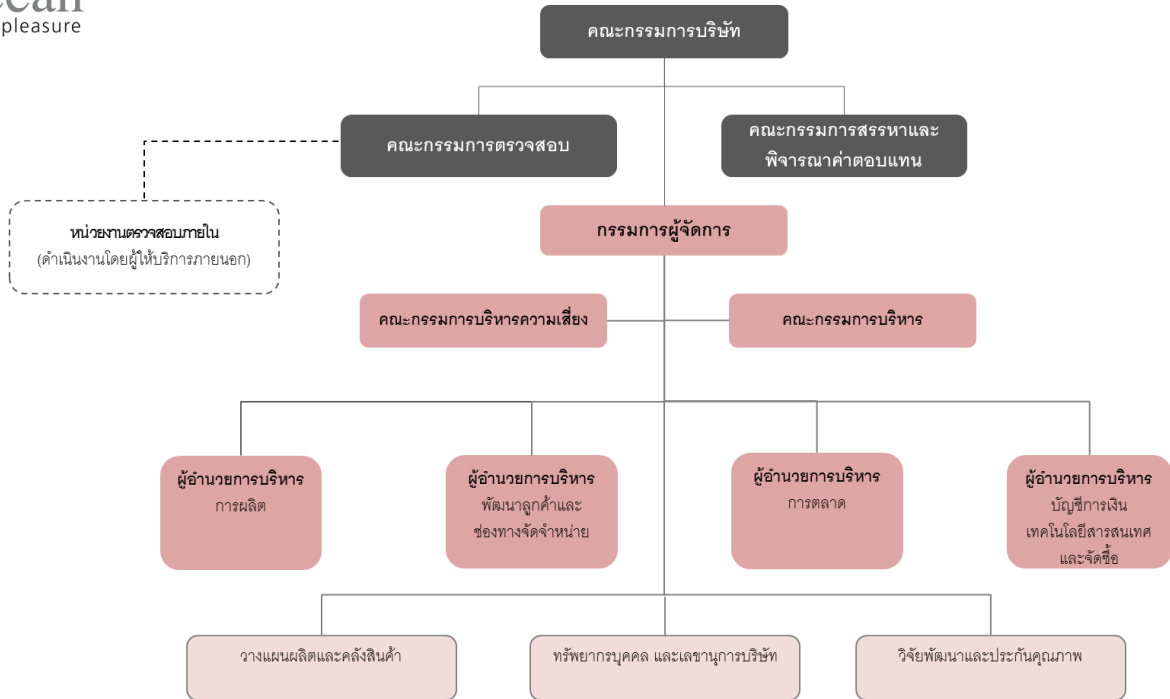 pleasure
คณะกรรมการบริษัท
คณะกรรมการตรวจสอบ
คณะกรรมการสรรหาและ
พิจารณาค่าตอบแทน
หน่วยงานตรวจสอบภายใน
(ดำเนินงานโดยผู้ให้บริการภายนอก)
กรรมการผู้จัดการ
คณะกรรมการบริหารความเสี่ยง
คณะกรรมการบริหาร
ผู้อำนวยการบริหาร
การผลิต
ผู้อำนวยการบริหาร
พัฒนาลูกค้าและ
ช่องทางจัดจำหน่าย
ผู้อำนวยการบริหาร
การตลาด
ผู้อำนวยการบริหาร
บัญชีการเงิน
เทคโนโลยีสารสนเทศ
และจัดซื้อ
วางแผนผลิตและคลังสินค้า
ทรัพยากรบุคคล และเลขานุการบริษัท
วิจัยพัฒนาและประกันคุณภาพ